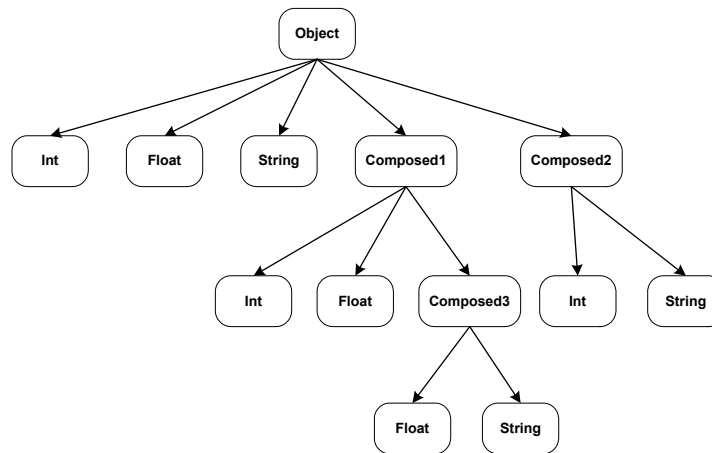 Object
Int
Float
String
Composed1
Composed2
Int
Float
Composed3
Int
String
Float
String